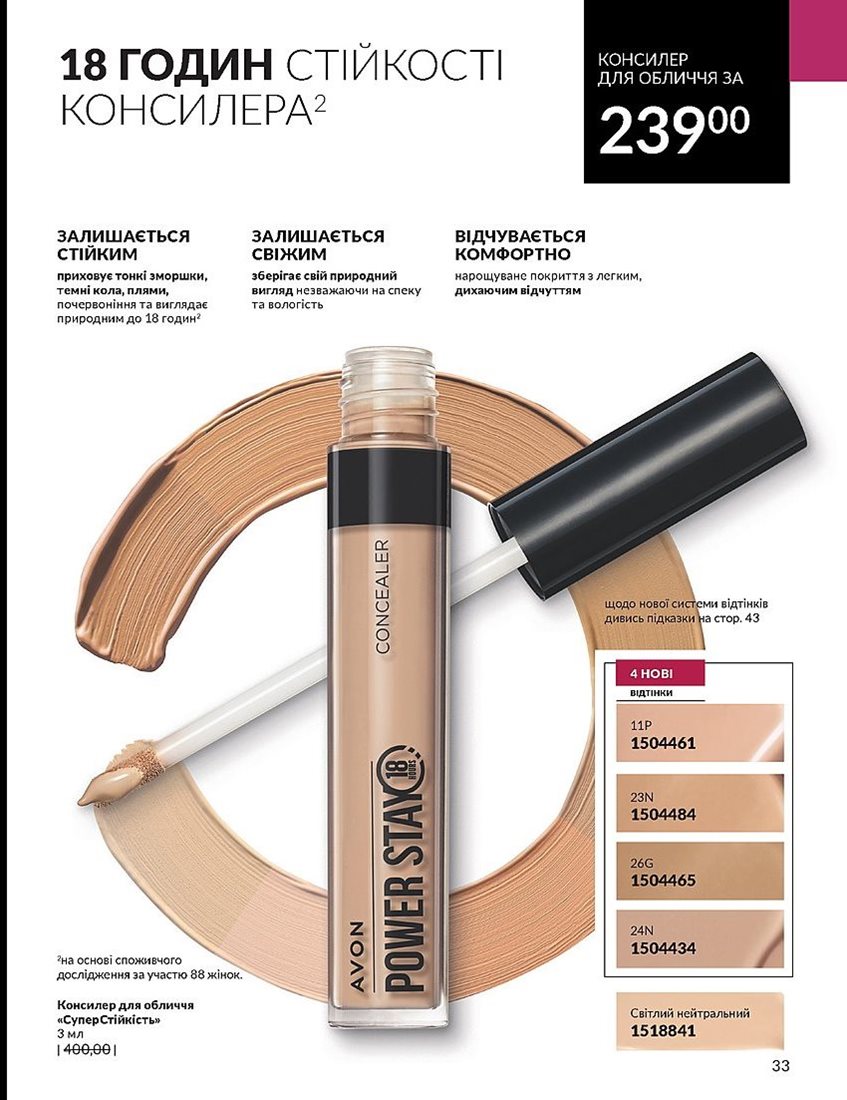 18 ГОДИН СТІЙКОСТІ
КОНСИЛЕРА²
КОНСИЛЕР
ДЛЯ ОБЛИЧЧЯ ЗА
239⁰⁰
ЗАЛИШАЄТЬСЯ
СТІЙКИМ
приховує тонкі зморшки,
темні кола, плями,
почервоніння та виглядає
природним до 18 годин²
ЗАЛИШАЄТЬСЯ
СВІЖИМ
зберігає свій природний
вигляд незважаючи на спеку
та вологість
ВІДЧУВАЄТЬСЯ
КОМФОРТНО
нарощуване покриття з легким,
дихаючим відчуттям
CONCEALER
AVON
POWER STAY
18
HOURS
щодо нової системи відтінків
дивись підказки на стор. 43
4 НОВІ
ВІДТІНКИ
11P
1504461
23N
1504484
26G
1504465
24N
1504434
Світлий нейтральний
1518841
²на основі споживчого
дослідження за участю 88 жінок.
Консилер для обличчя
«СуперСтійкість»
3 мл
| 400,00 |
33